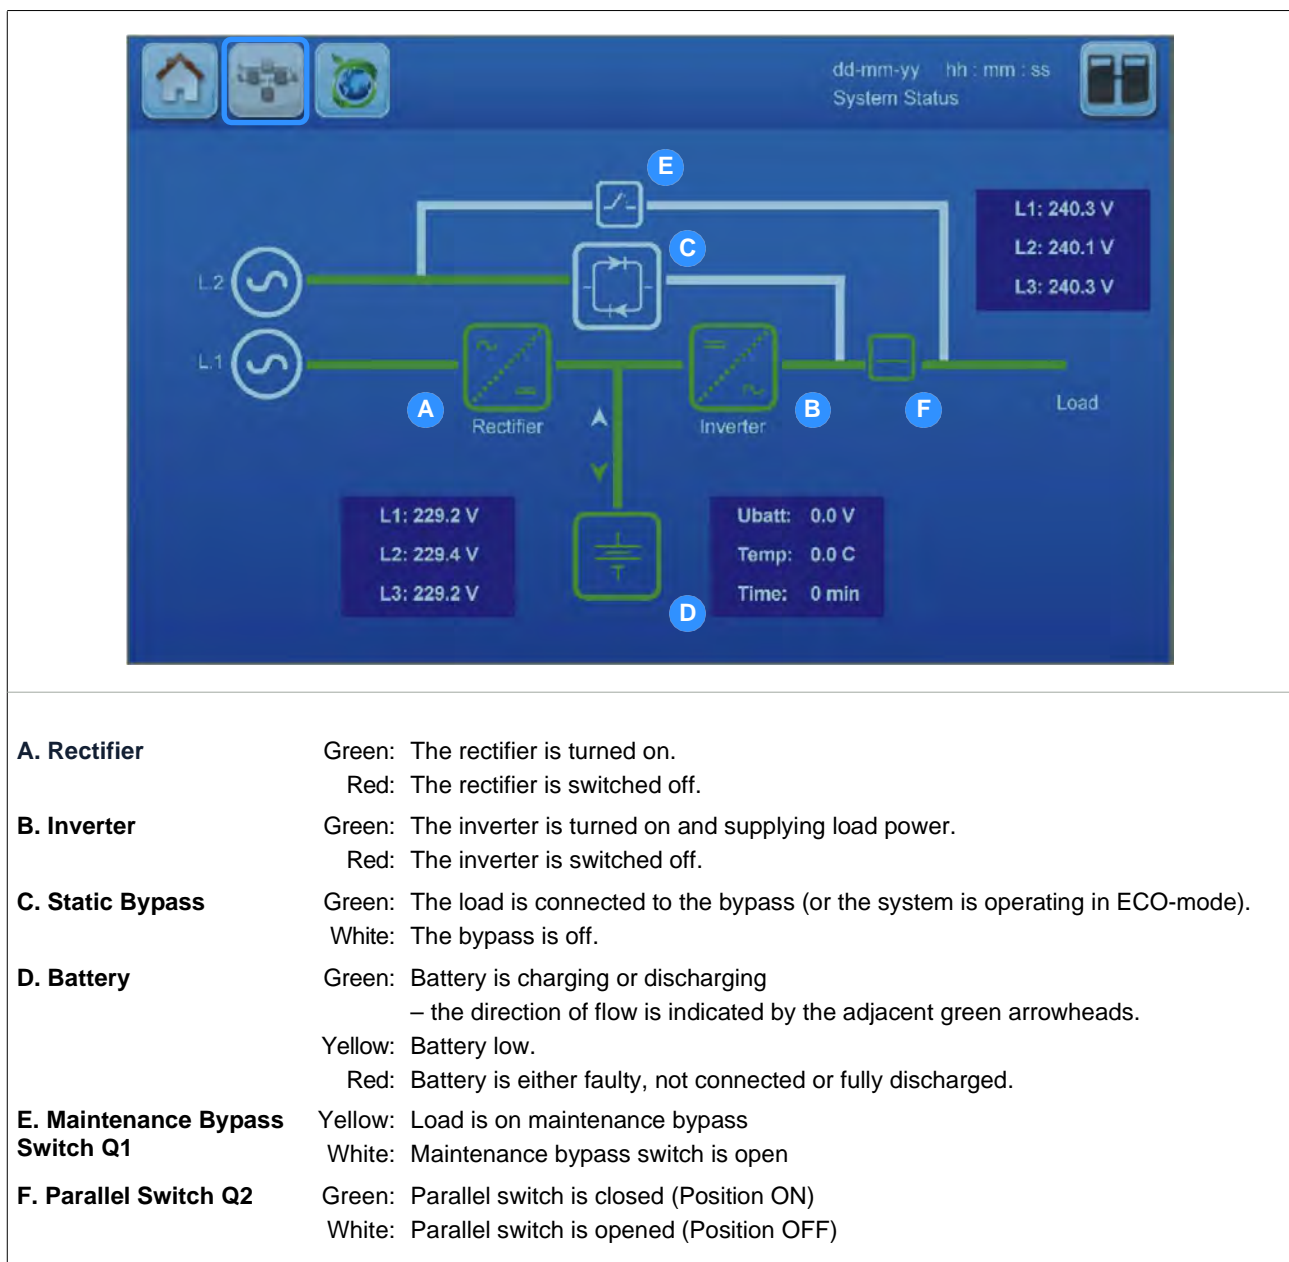 dd-mm-yy hh : mm : ss
System Status
E
L1: 240.3 V
C
L2: 240.1 V
L.2
L3: 240.3 V
L.1
A
B
F
Load
Rectifier
Inverter
L1: 229.2 V
L2: 229.4 V
L3: 229.2 V
Ubatt: 0.0 V
Temp: 0.0 C
Time: 0 min
D
A. Rectifier Green: The rectifier is turned on.
Red: The rectifier is switched off.
B. Inverter Green: The inverter is turned on and supplying load power.
Red: The inverter is switched off.
C. Static Bypass Green: The load is connected to the bypass (or the system is operating in ECO-mode).
White: The bypass is off.
D. Battery Green: Battery is charging or discharging
– the direction of flow is indicated by the adjacent green arrowheads.
Yellow: Battery low.
Red: Battery is either faulty, not connected or fully discharged.
E. Maintenance Bypass Yellow: Load is on maintenance bypass
Switch Q1 White: Maintenance bypass switch is open
F. Parallel Switch Q2 Green: Parallel switch is closed (Position ON)
White: Parallel switch is opened (Position OFF)